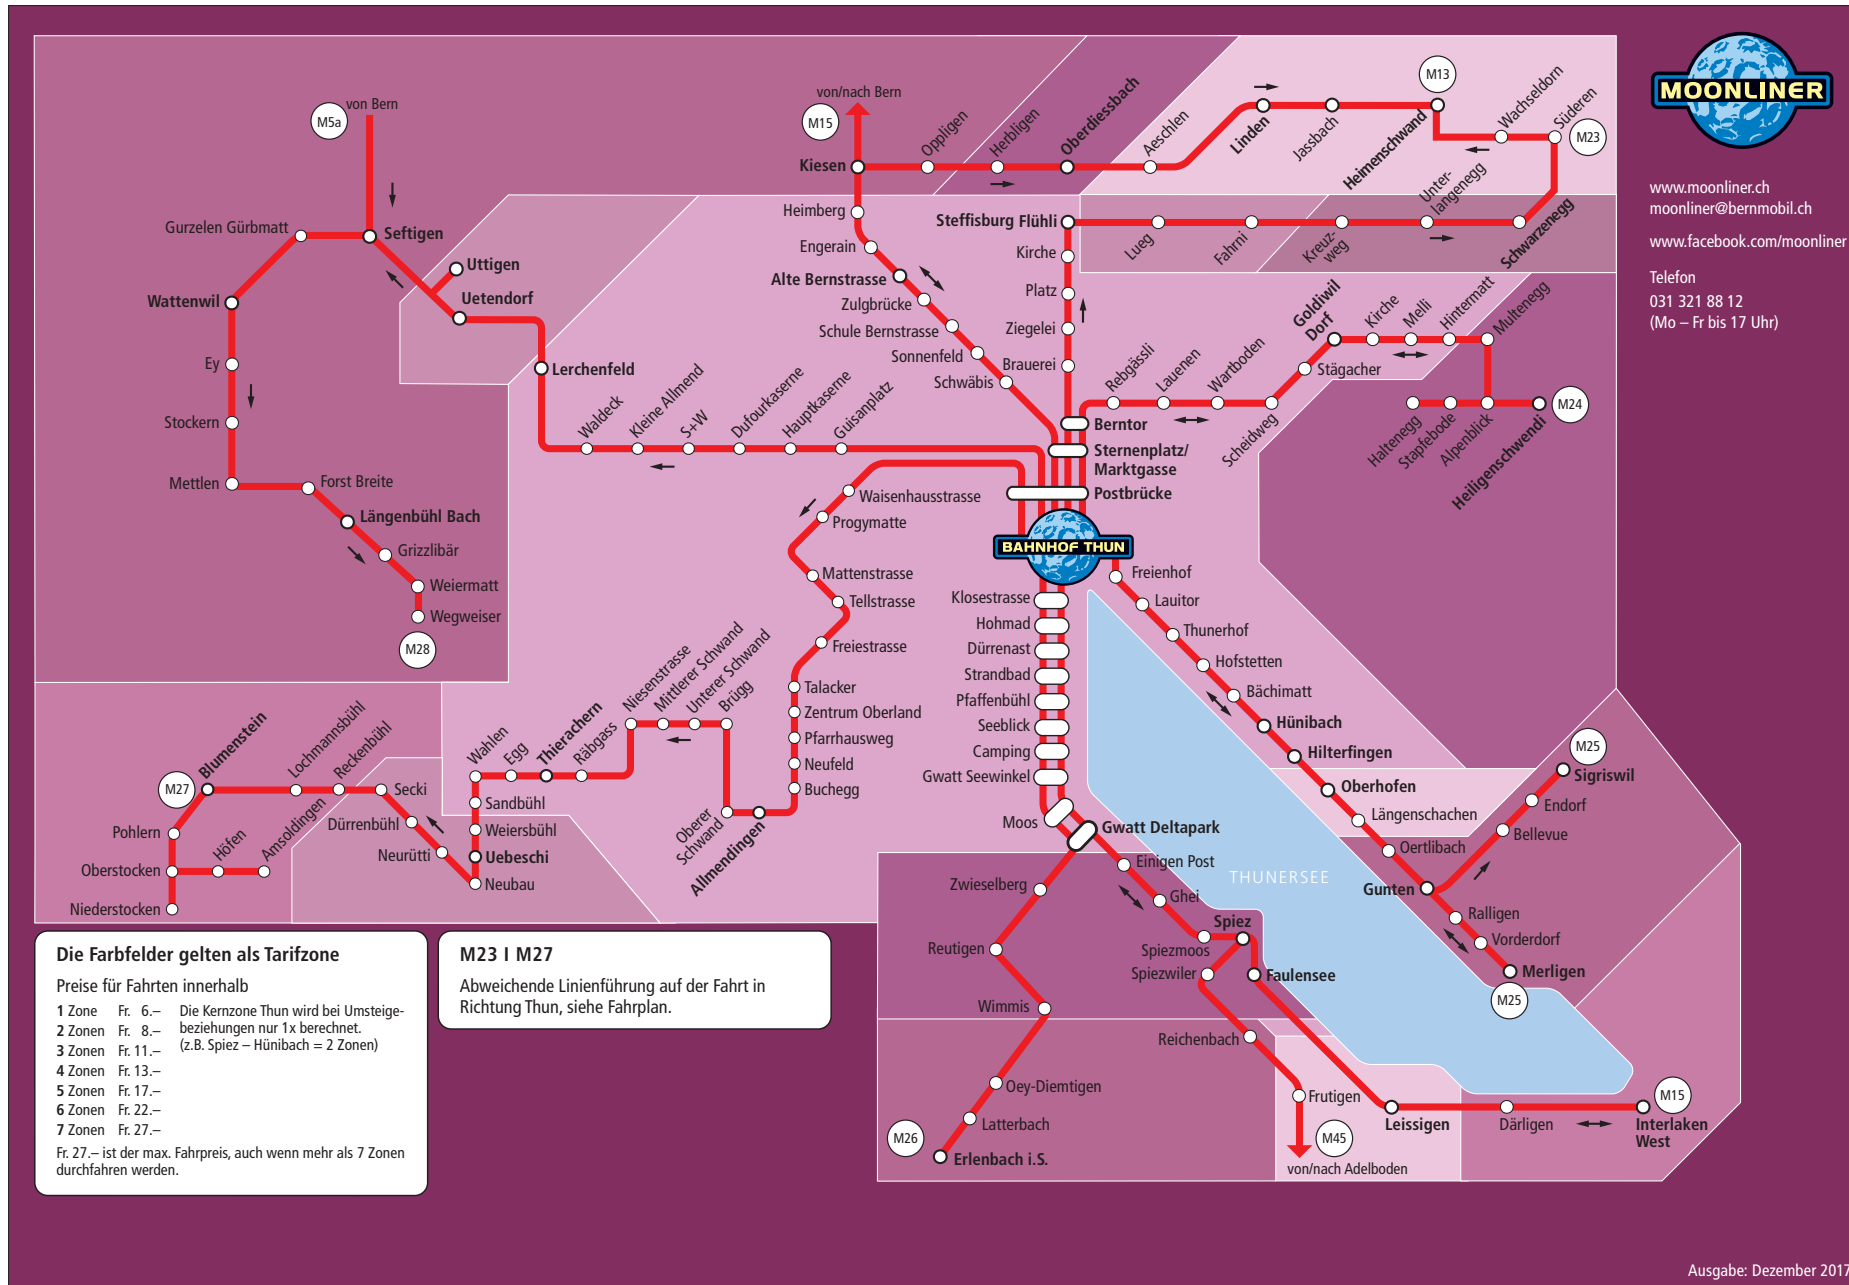 MOONLINER
www.moonliner.ch
moonliner@bernmobil.ch
www.facebook.com/moonliner
Telefon
031 321 88 12
(Mo – Fr bis 17 Uhr)
von Bern
M5a
Gurzelen Gürbmatt
Seftigen
Uttigen
Uetendorf
Wattenwil
Ey
Stockern
Mettlen
Forst Breite
Längenbühl Bach
Grizzlibär
Weiermatt
Wegweiser
M28
Lerchenfeld
Waldeck
Kleine Allmend
S+W
Dufourkaserne
Hauptkaserne
Guisanplatz
von/nach Bern
M15
Kiesen
Oppligen
Herbligen
Oberdiessbach
Aeschlen
Linden
Jassbach
Heimenschwand
M13
Wachseldorn
Süderen
M23
Heimberg
Engerain
Alte Bernstrasse
Zulgbrücke
Schule Bernstrasse
Sonnenfeld
Schwäbis
Steffisburg Flühli
Kirche
Platz
Ziegelei
Brauerei
Lueg
Fahrni
Kreuz-
weg
Unter-
langenegg
Schwarzenegg
Rebgässli
Lauenen
Wartboden
Scheidweg
Stägacher
Goldiwil
Dorf
Kirche
Melli
Hintermatt
Multenegg
Haltenegg
Stapfebode
Alpenblick
Heiligenschwendi
M24
Berntor
Sternenplatz/
Marktgasse
Postbrücke
BAHNHOF THUN
Waisenhausstrasse
Progymatte
Mattenstrasse
Tellstrasse
Freiestrasse
Talacker
Zentrum Oberland
Pfarrhausweg
Neufeld
Buchegg
Allmendingen
Oberer
Schwand
Brügg
Unterer Schwand
Mittlerer Schwand
Niesenstrasse
Räbgass
Thierachern
Egg
Wahlen
Sandbühl
Weiersbühl
Uebeschi
Neubau
Neurütti
Dürrenbühl
Secki
Reckenbühl
Lochmannsbühl
Blumenstein
M27
Pohlern
Oberstocken
Höfen
Amsoldingen
Niederstocken
Klosestrasse
Hohmad
Dürrenast
Strandbad
Pfaffenbühl
Seeblick
Camping
Gwatt Seewinkel
Moos
Gwatt Deltapark
Freienhof
Lauitor
Thunerhof
Hofstetten
Bächimatt
Hünibach
Hilterfingen
Oberhofen
Längenschachen
Oertlibach
Gunten
Ralligen
Vorderdorf
Merligen
M25
Bellevue
Endorf
Sigriswil
M25
THUNERSEE
Einigen Post
Ghei
Spiezmoos
Spiez
Spiezwiler
Faulensee
Reichenbach
Frutigen
M45
von/nach Adelboden
Leissigen
Därligen
Interlaken
West
M15
Zwieselberg
Reutigen
Wimmis
Oey-Diemtigen
Latterbach
Erlenbach i.S.
M26
Die Farbfelder gelten als Tarifzone
Preise für Fahrten innerhalb
1 Zone Fr. 6.–
2 Zonen Fr. 8.–
3 Zonen Fr. 11.–
4 Zonen Fr. 13.–
5 Zonen Fr. 17.–
6 Zonen Fr. 22.–
7 Zonen Fr. 27.–
Die Kernzone Thun wird bei Umsteige-
beziehungen nur 1x berechnet.
(z.B. Spiez – Hünibach = 2 Zonen)
Fr. 27.– ist der max. Fahrpreis, auch wenn mehr als 7 Zonen
durchfahren werden.
M23 I M27
Abweichende Linienführung auf der Fahrt in
Richtung Thun, siehe Fahrplan.
Ausgabe: Dezember 2017